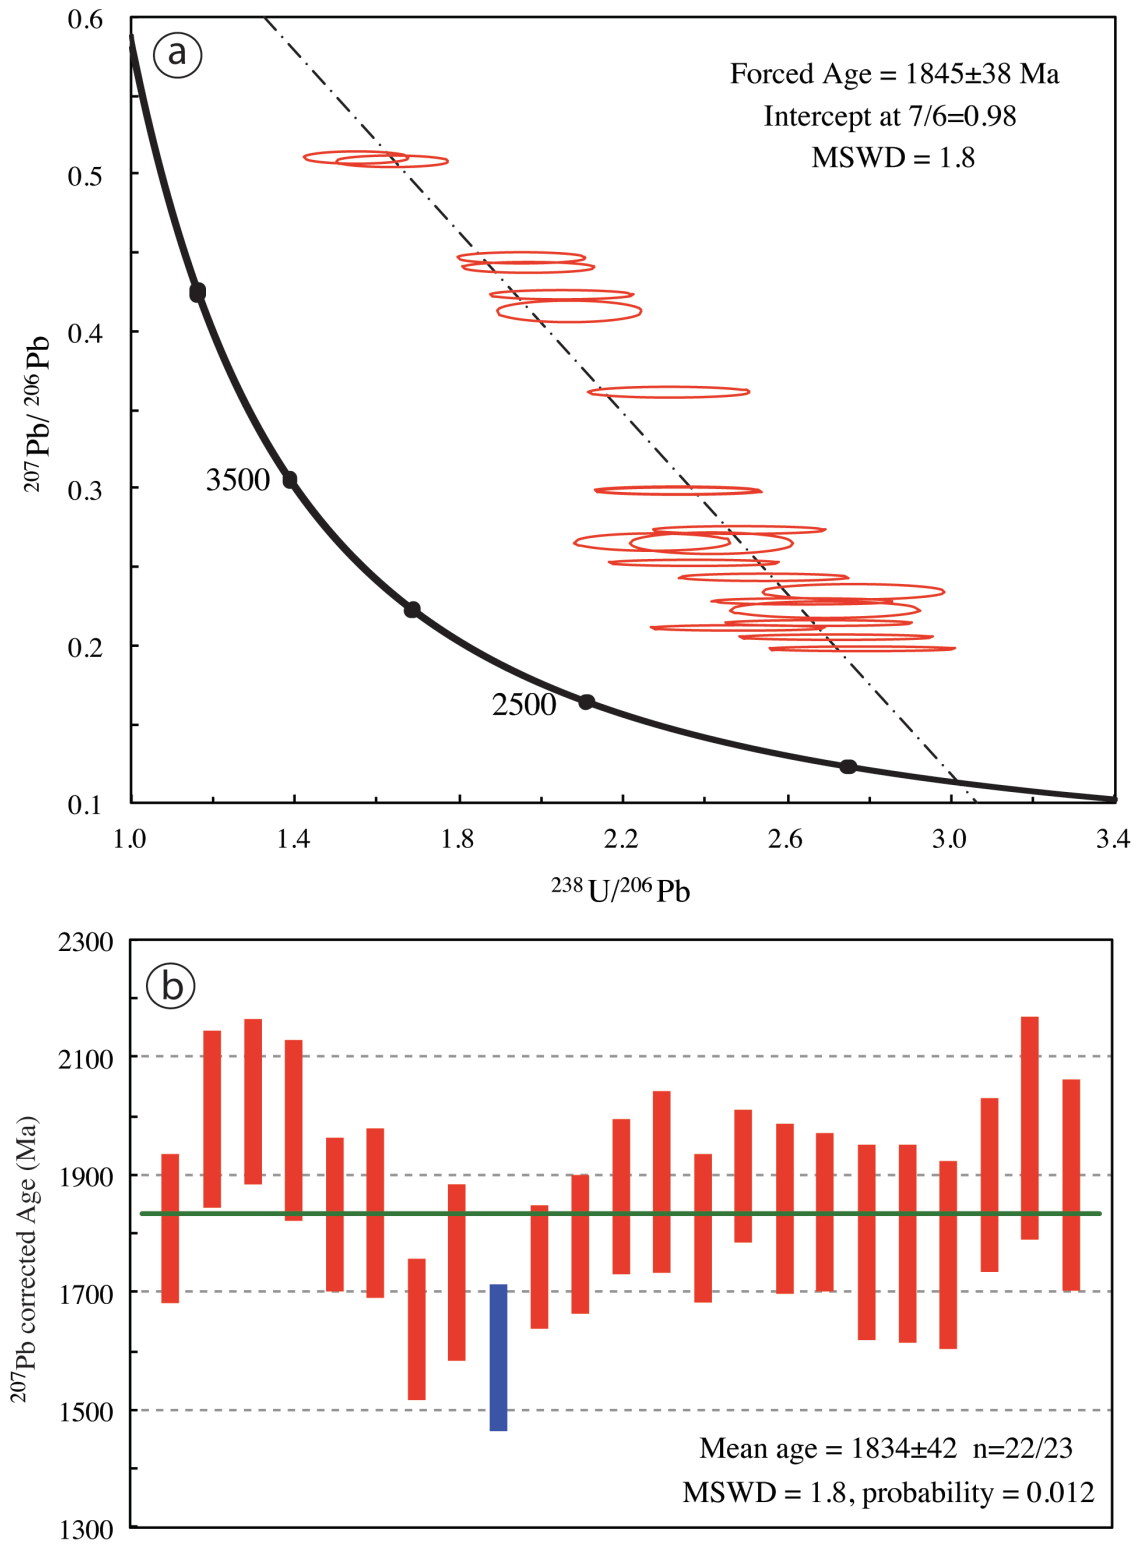 a
Forced Age = 1845±38 Ma
Intercept at 7/6=0.98
MSWD = 1.8
0.6
0.5
0.4
0.3
0.2
0.1
²⁰⁷Pb/ ²⁰⁶Pb
3500
2500
1.0 1.4 1.8 2.2 2.6 3.0 3.4
²³⁸U/²⁰⁶Pb
b
2300
2100
1900
1700
1500
1300
²⁰⁷Pb corrected Age (Ma)
Mean age = 1834±42 n=22/23
MSWD = 1.8, probability = 0.012